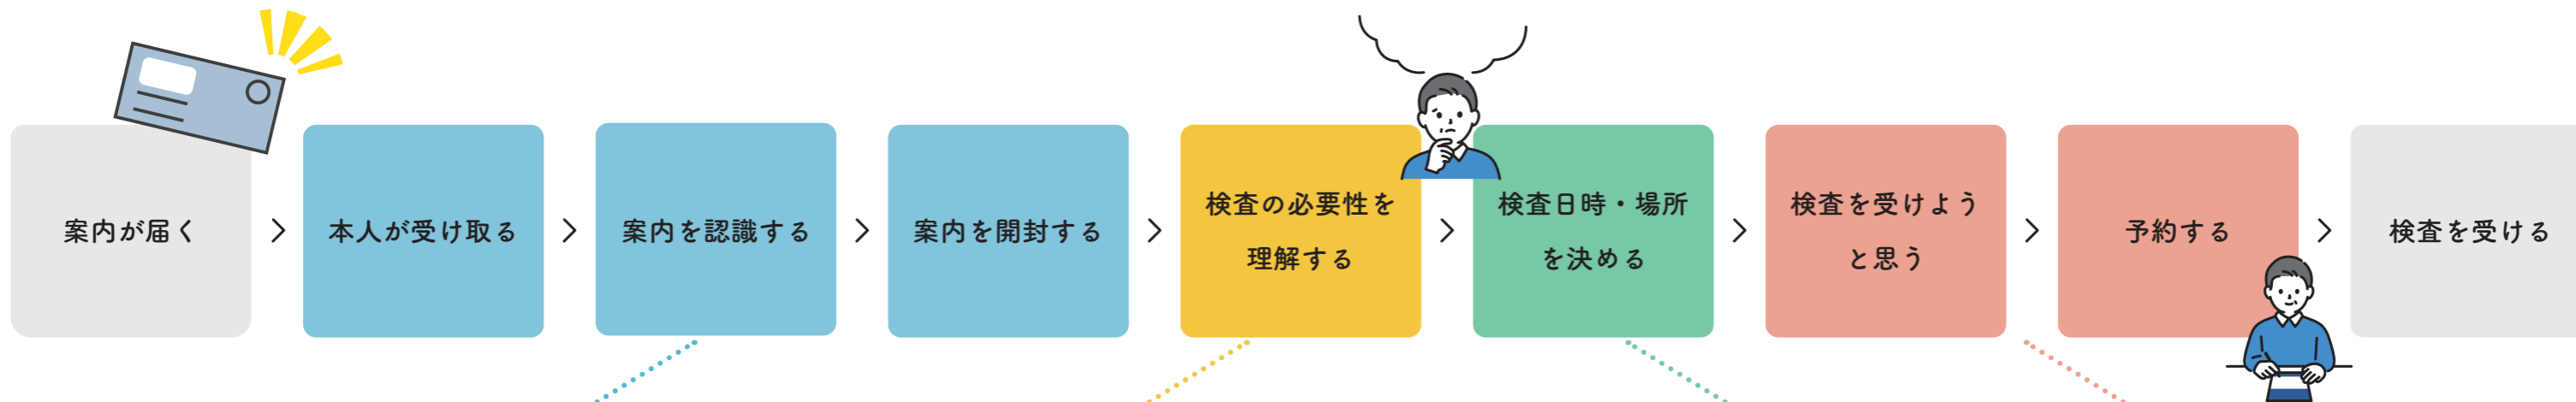 案内が届く
本人が受け取る
案内を認識する
案内を開封する
検査の必要性を
理解する
検査日時・場所
を決める
検査を受けよう
と思う
予約する
検査を受ける